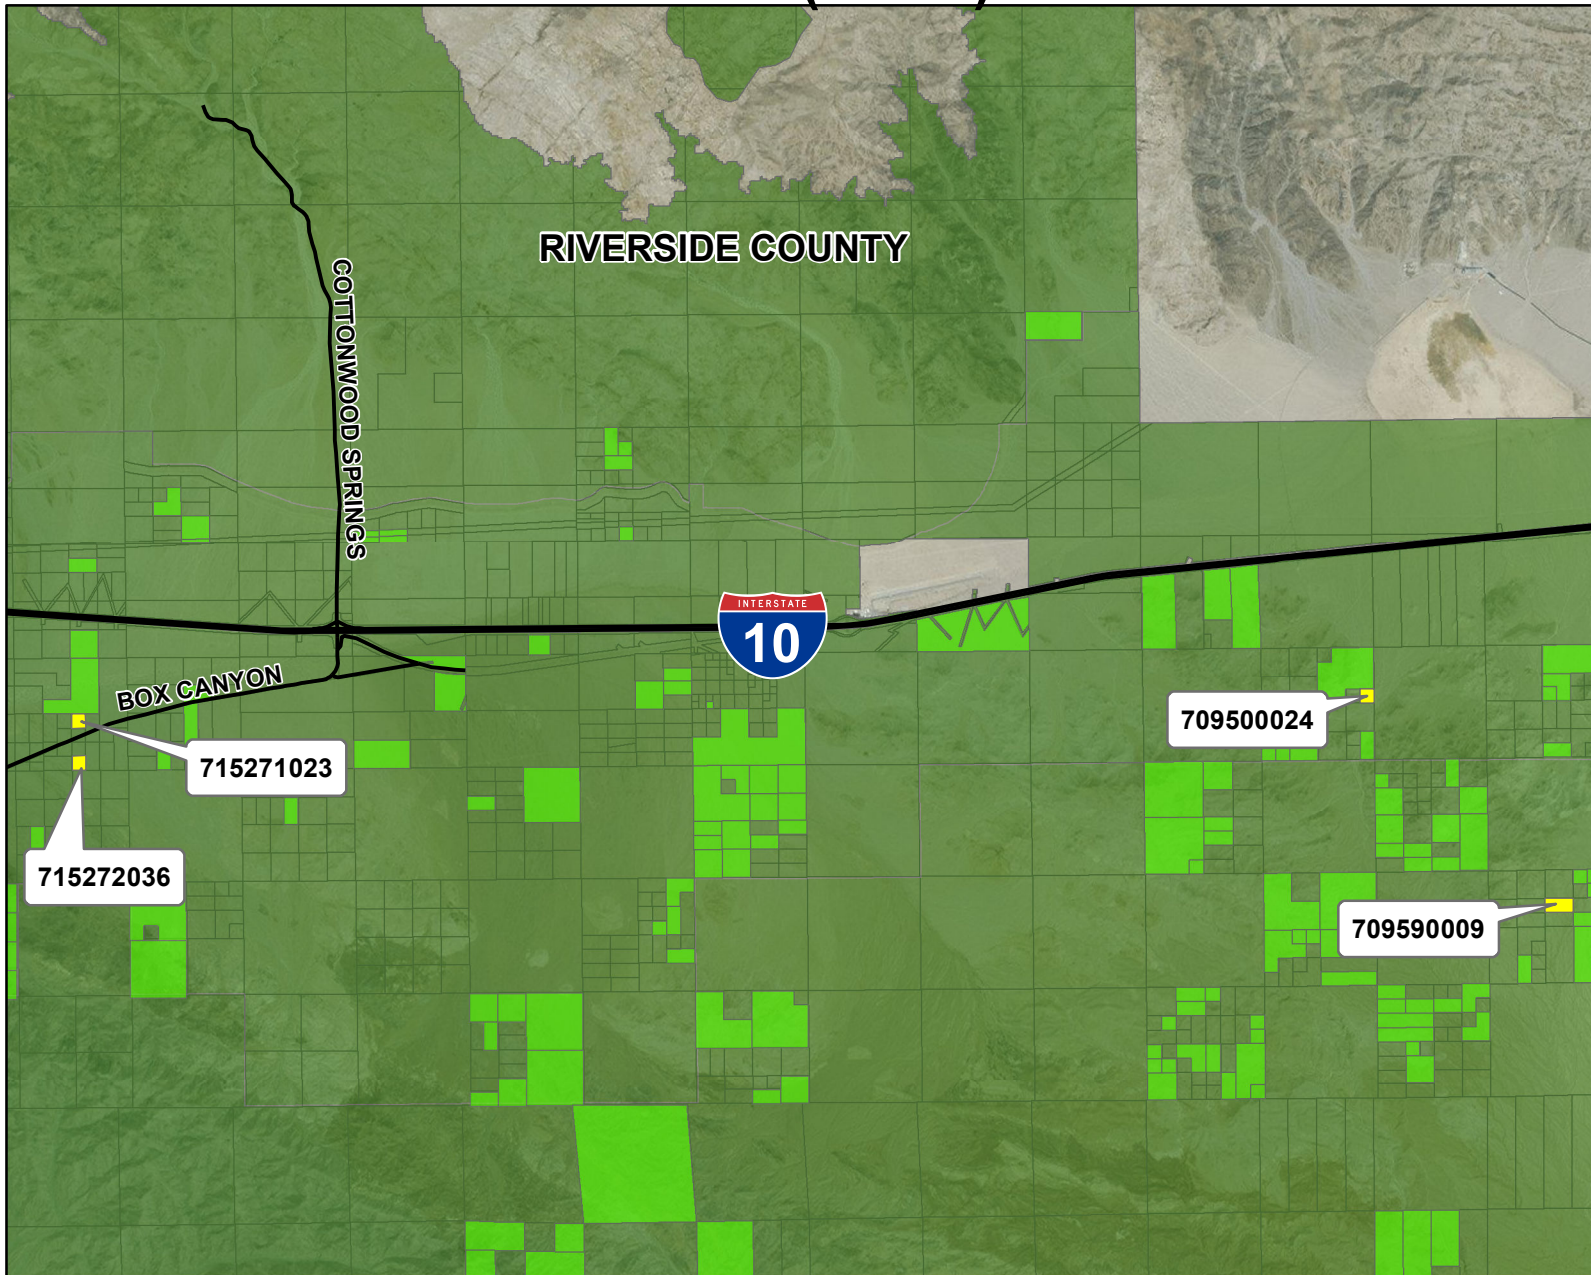 RIVERSIDE COUNTY
COTTONWOOD SPRINGS
INTERSTATE
10
BOX CANYON
709500024
715271023
715272036
709590009